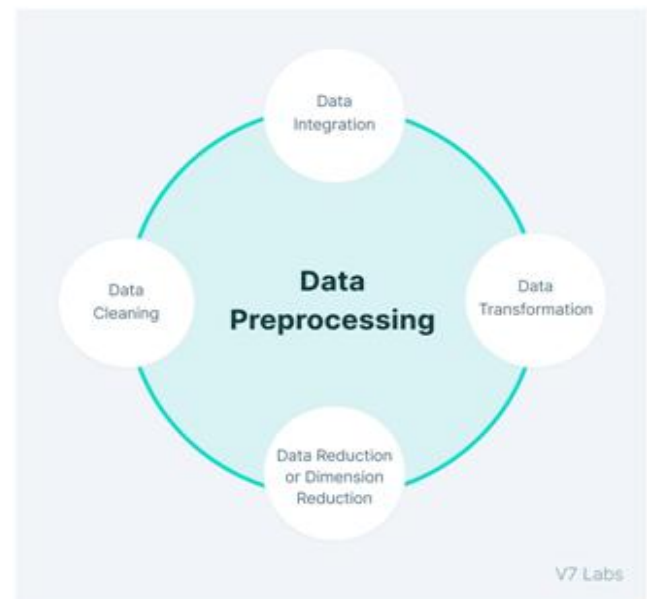 Data
Integration
Data
Cleaning
Data
Preprocessing
Data
Transformation
Data Reduction
or Dimension
Reduction
V7 Labs